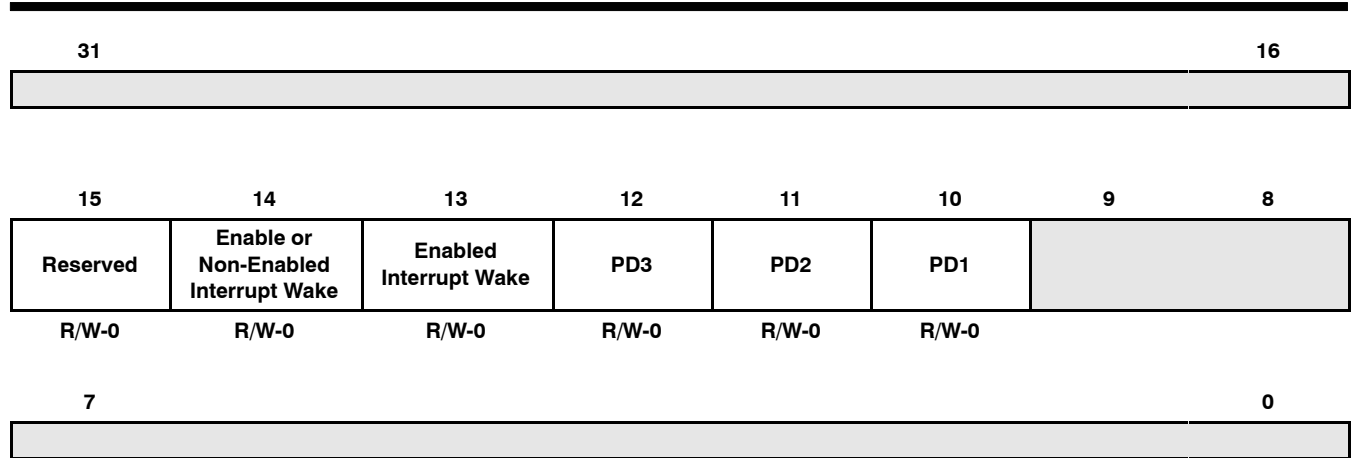 31 16
15 14 13 12 11 10 9 8
Reserved
Enable or
Non-Enabled
Interrupt Wake
Enabled
Interrupt Wake
PD3
PD2
PD1
R/W-0 R/W-0 R/W-0 R/W-0 R/W-0 R/W-0
7 0